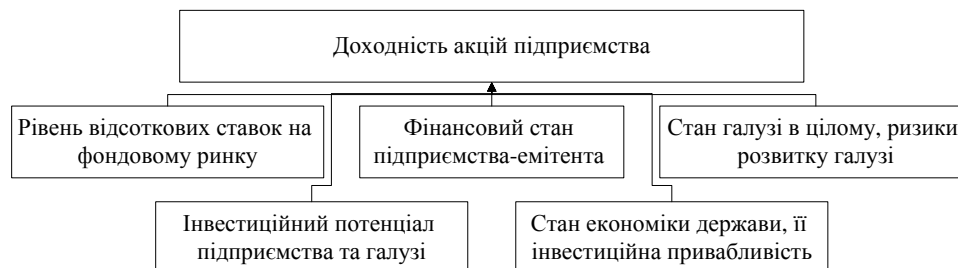 Доходність акцій підприємства
Рівень відсоткових ставок на
фондовому ринку
Фінансовий стан
підприємства-емітента
Стан галузі в цілому, ризики
розвитку галузі
Інвестиційний потенціал
підприємства та галузі
Стан економіки держави, її
інвестиційна привабливість